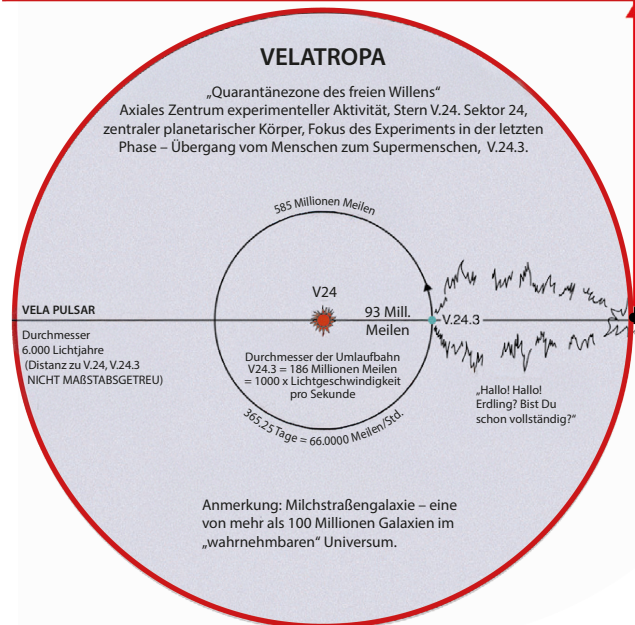 VELATROPA
„Quarantänezone des freien Willens“
Axiales Zentrum experimenteller Aktivität, Stern V.24. Sektor 24,
zentraler planetarischer Körper, Fokus des Experiments in der letzten
Phase – Übergang vom Menschen zum Supermenschen, V.24.3.
585 Millionen Meilen
V24
93 Mill.
Meilen
V.24.3
VELA PULSAR
Durchmesser
6.000 Lichtjahre
(Distanz zu V.24, V.24.3
NICHT MAßSTABSGETREU)
Durchmesser der Umlaufbahn
V24.3 = 186 Millionen Meilen
= 1000 x Lichtgeschwindigkeit
pro Sekunde
365.25 Tage = 66.0000 Meilen/Std.
„Hallo! Hallo!
Erdling? Bist Du
schon vollständig?“
Anmerkung: Milchstraßengalaxie – eine
von mehr als 100 Millionen Galaxien im
„wahrnehmbaren“ Universum.